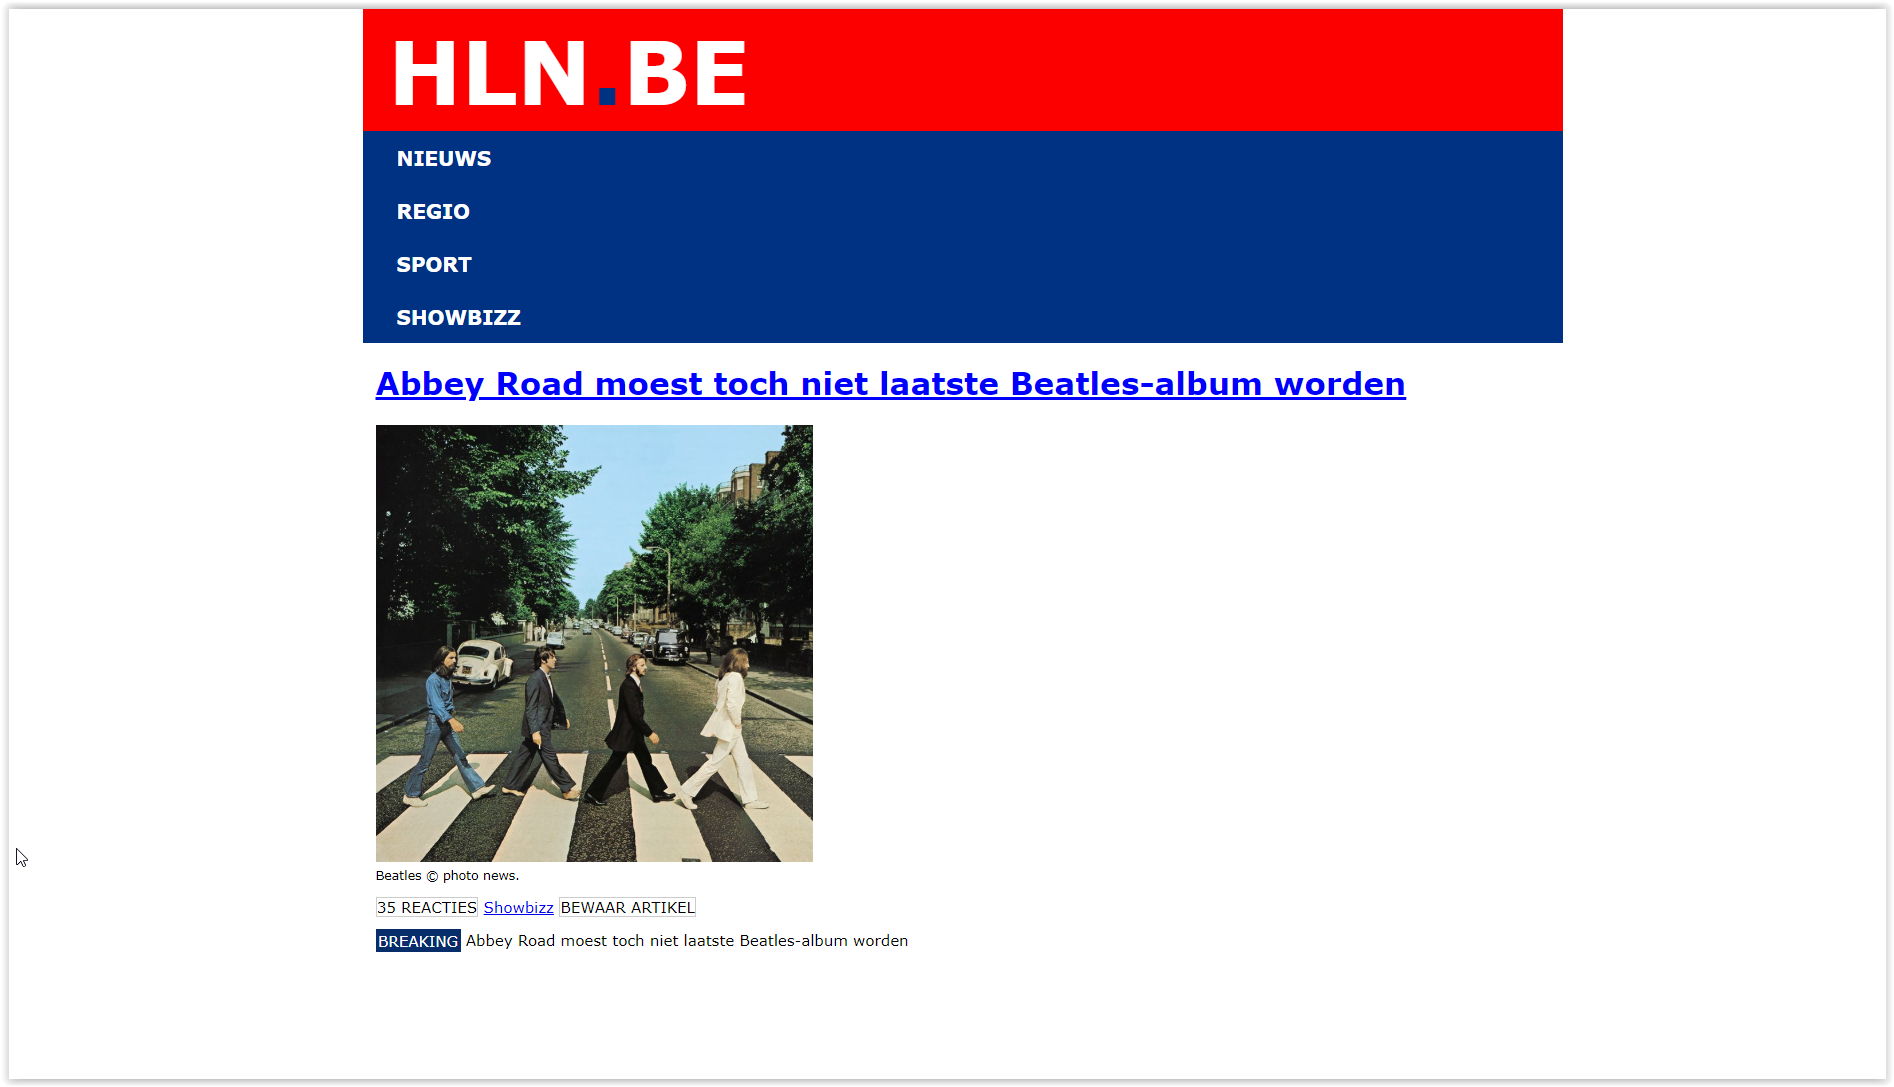 HLN.BE
NIEUWS
REGIO
SPORT
SHOWBIZZ
Abbey Road moest toch niet laatste Beatles-album worden
Beatles © photo news.
35 REACTIES Showbizz BEWAAR ARTIKEL
BREAKING Abbey Road moest toch niet laatste Beatles-album worden